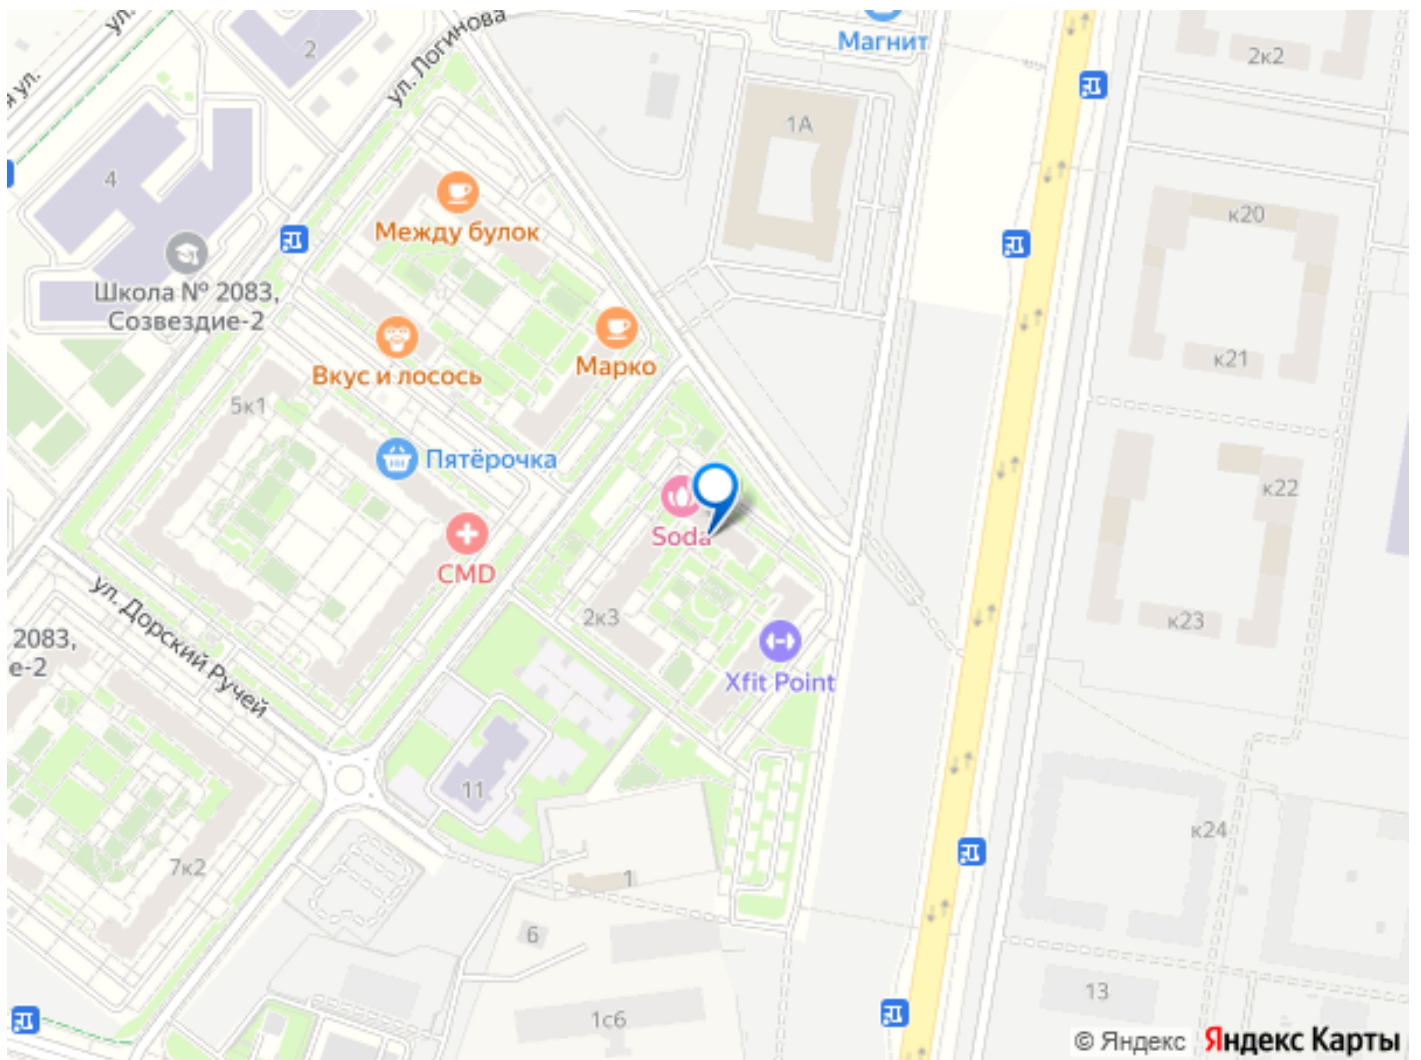 ул.
ул. Логинова
Магнит
2к2
2
1А
я ул.
4
Между булок
к20
Школа № 2083,
Созвездие-2
Марко
Вкус и лосось
к21
5к1
Пятёрочка
к22
Soda
CMD
ул. Дорский Ручей
2к3
к23
2083,
е-2
Xfit Point
11
к24
7к2
1
6
13
1с6
© Яндекс Яндекс Карты